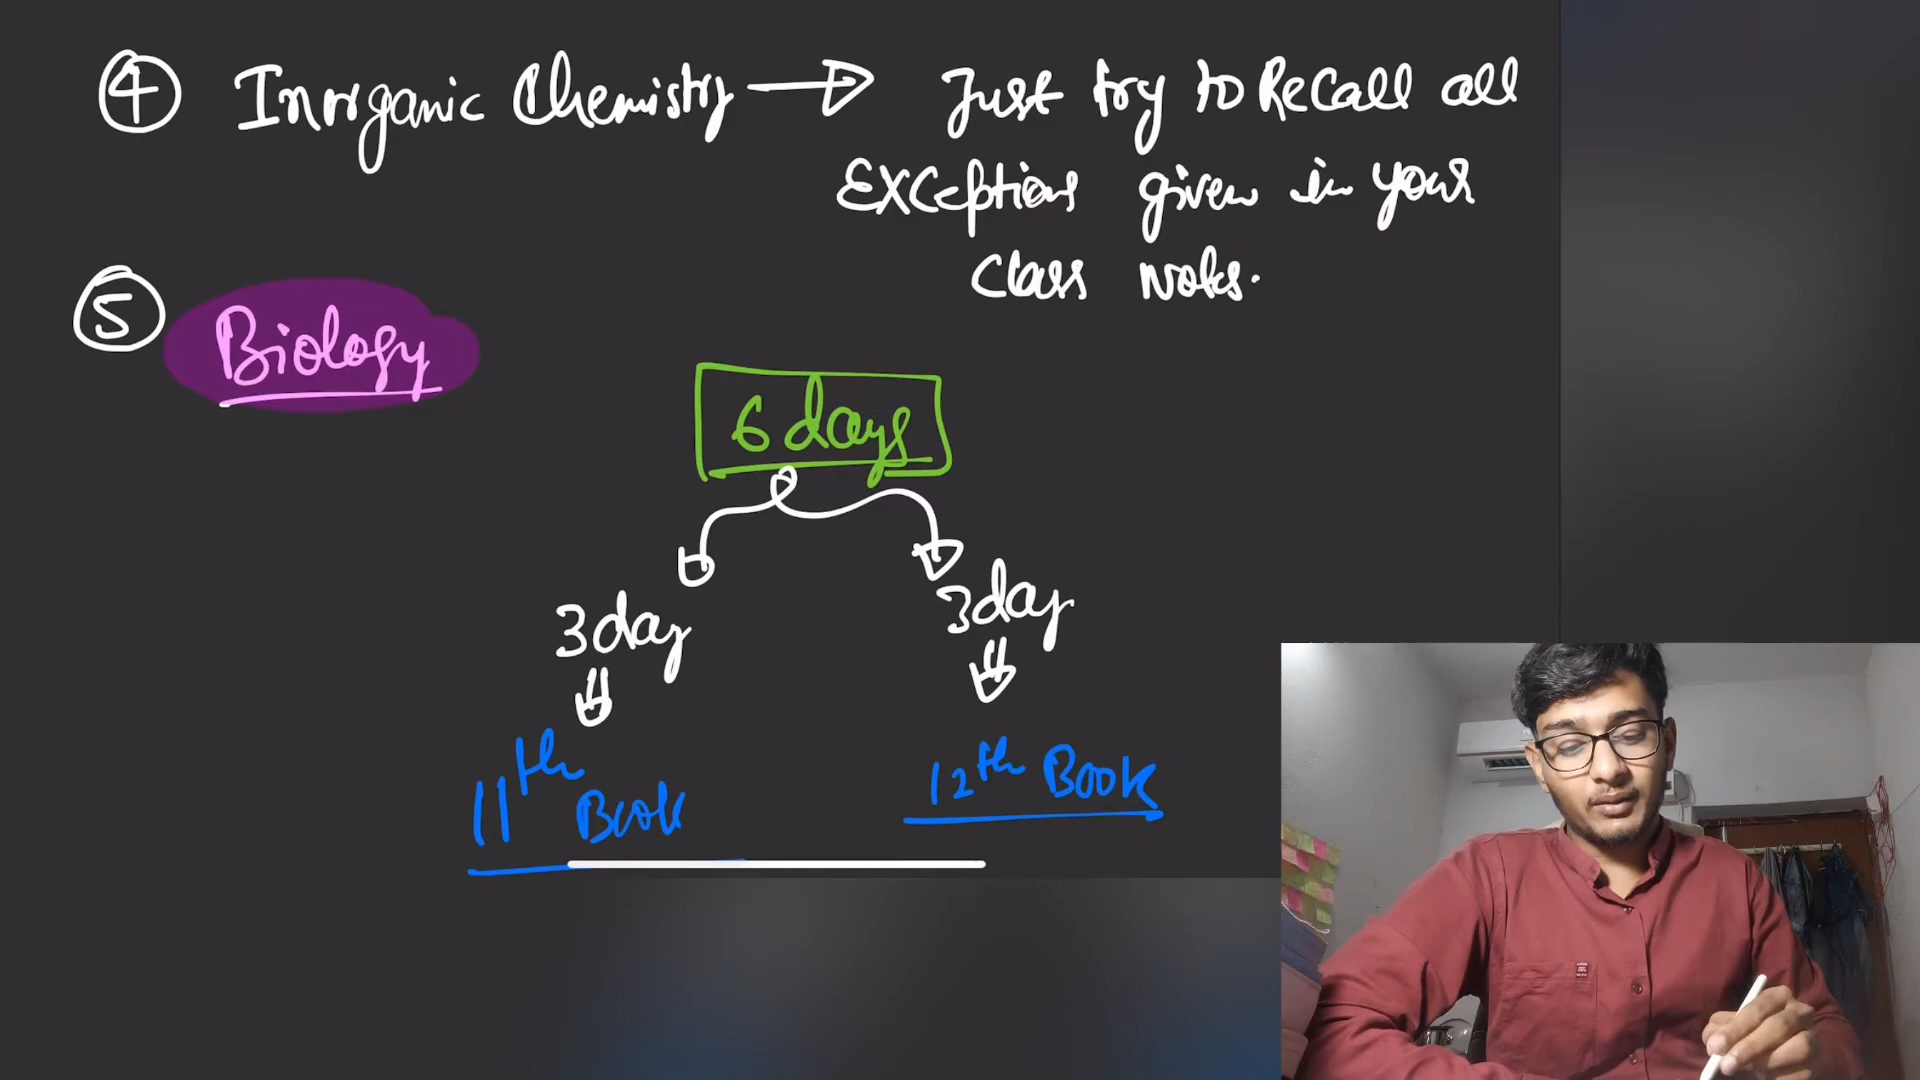 ④ Inorganic Chemistry → Just try to Recall all
Exceptions given in your
Class notes.
⑤ Biology
6 days
3day 3day
11th Book 12th Book